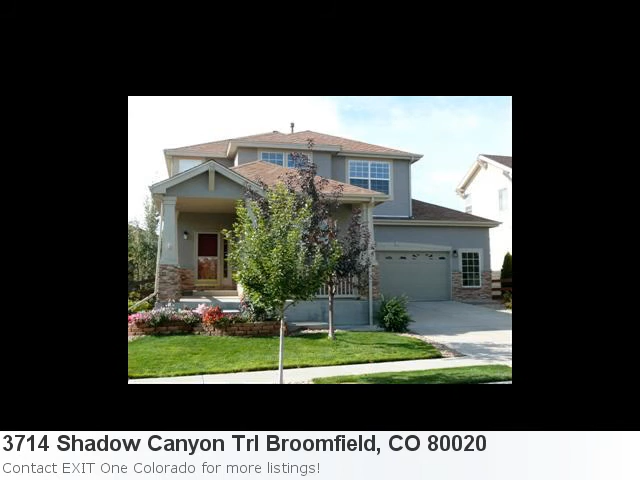 3714 Shadow Canyon Trl Broomfield, CO 80020
Contact EXIT One Colorado for more listings!